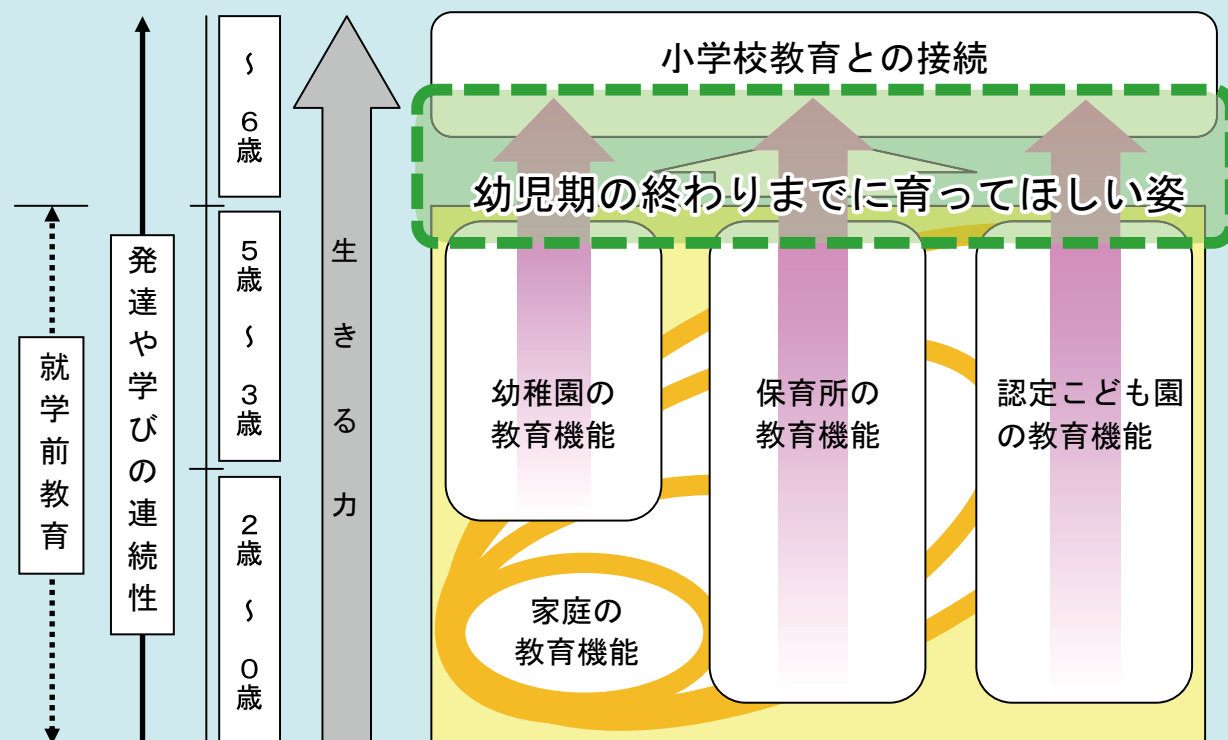 小学校教育との接続
幼児期の終わりまでに育ってほしい姿
就学前教育
発達や学びの連続性
〜６歳
５歳〜３歳
２歳〜０歳
生きる力
幼稚園の
教育機能
保育所の
教育機能
認定こども園
の教育機能
家庭の
教育機能